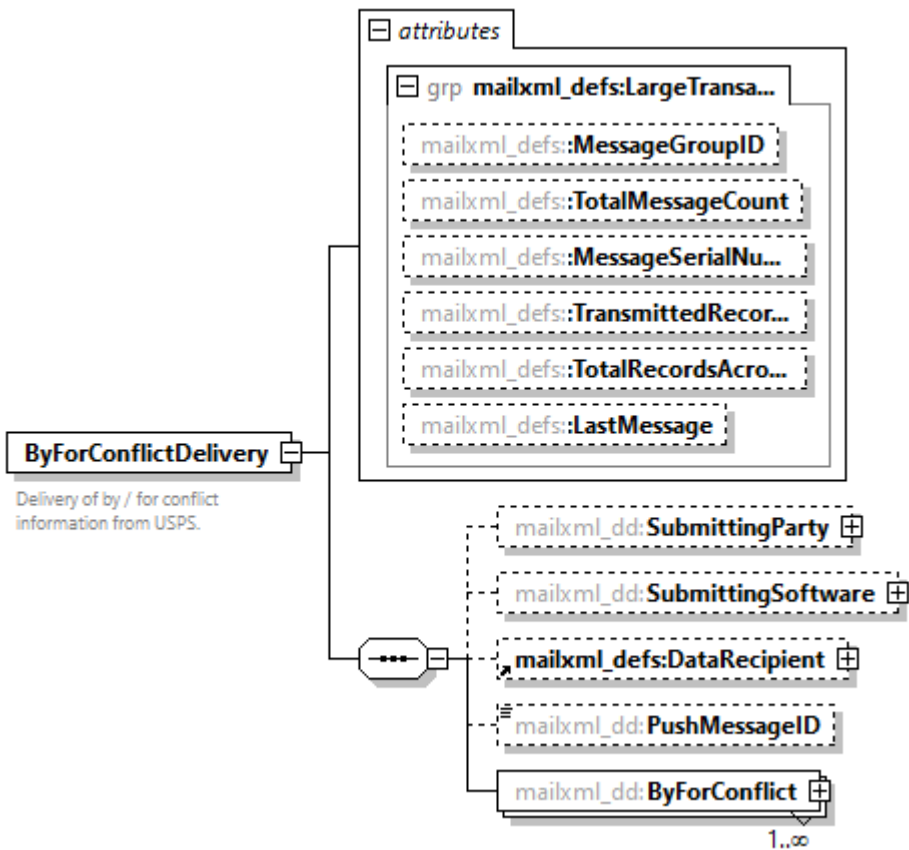 attributes
grp mailxml_defs:LargeTransa...
mailxml_defs::MessageGroupID
mailxml_defs::TotalMessageCount
mailxml_defs::MessageSerialNu...
mailxml_defs::TransmittedRecor...
mailxml_defs::TotalRecordsAcro...
mailxml_defs::LastMessage
ByForConflictDelivery
Delivery of by / for conflict
information from USPS.
mailxml_dd:SubmittingParty
mailxml_dd:SubmittingSoftware
mailxml_defs:DataRecipient
mailxml_dd:PushMessageID
mailxml_dd:ByForConflict
1..∞